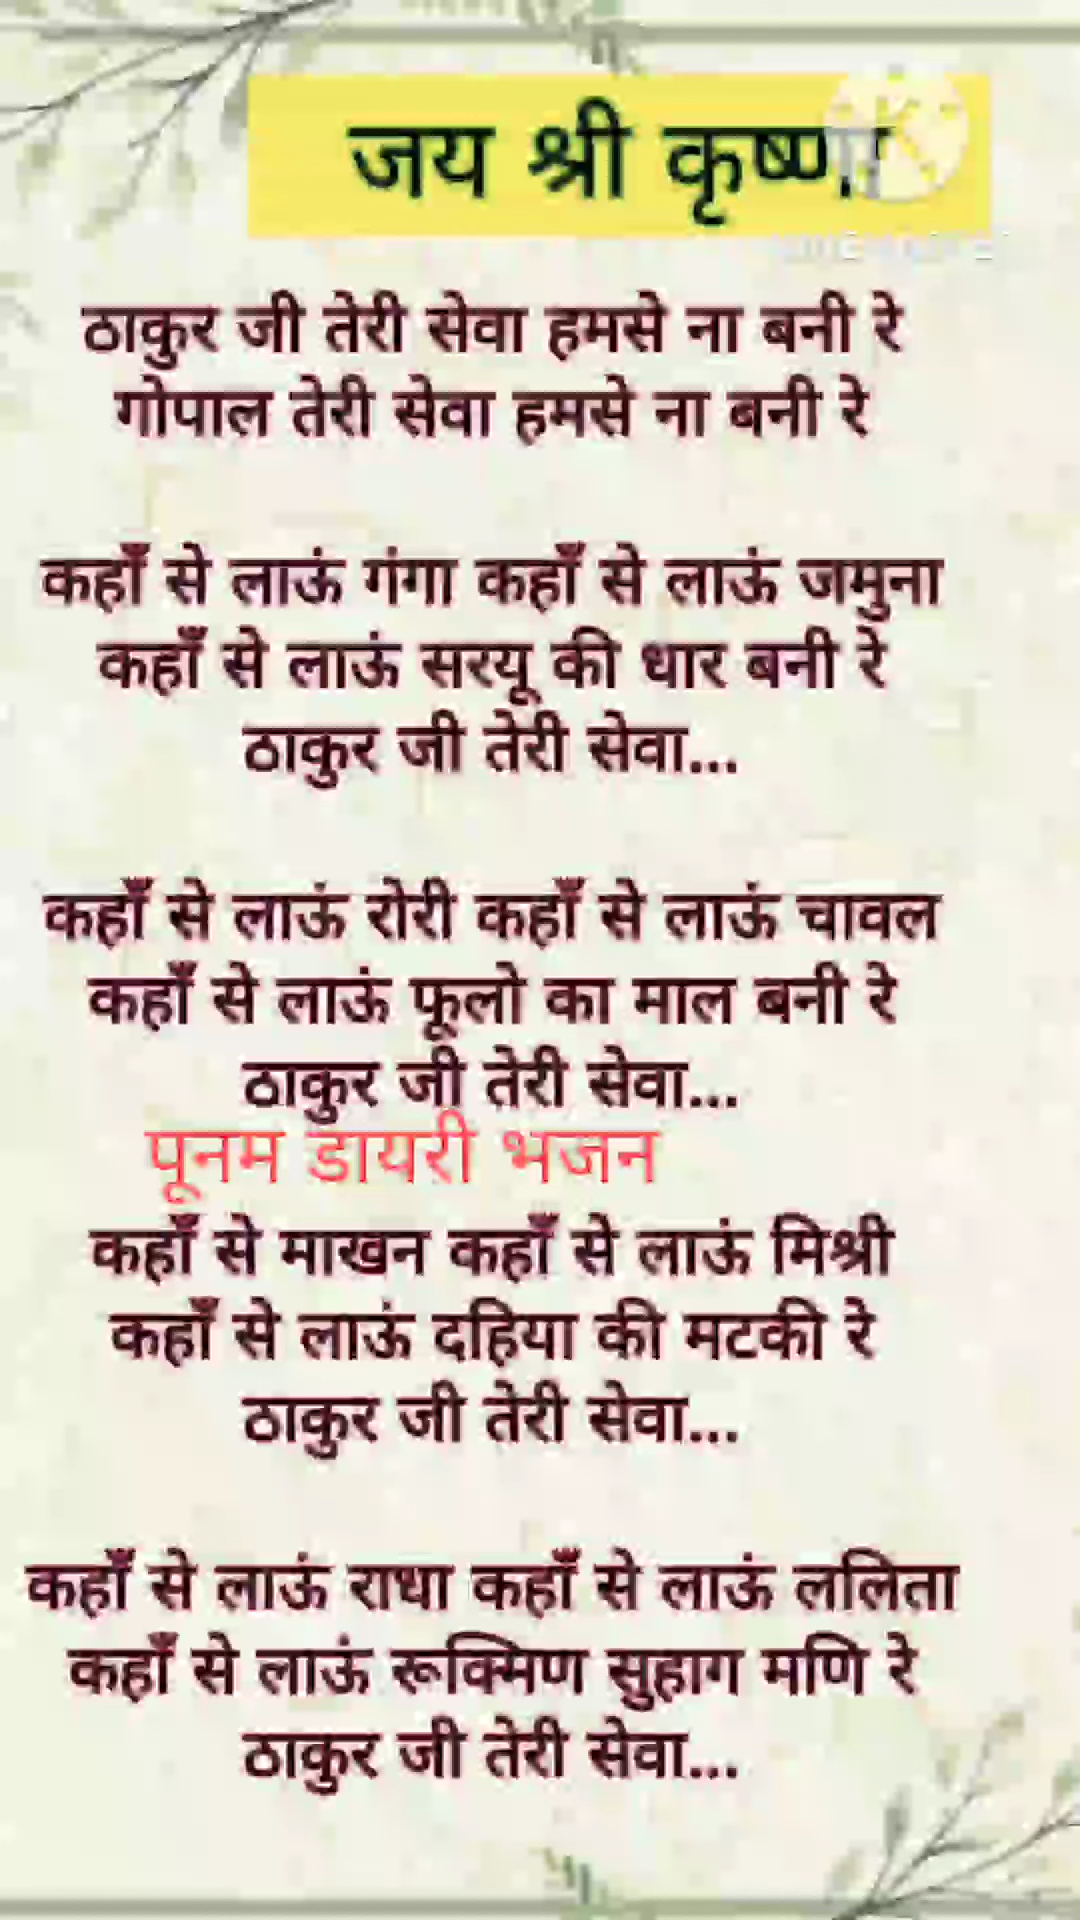 जय श्री कृष्णा
ठाकुर जी तेरी सेवा हमसे ना बनी रे
गोपाल तेरी सेवा हमसे ना बनी रे
कहाँ से लाऊं गंगा कहाँ से लाऊं जमुना
कहाँ से लाऊं सरयू की धार बनी रे
ठाकुर जी तेरी सेवा...
कहाँ से लाऊं रोरी कहाँ से लाऊं चावल
कहाँ से लाऊं फूलो का माल बनी रे
ठाकुर जी तेरी सेवा...
पूनम डायरी भजन
कहाँ से माखन कहाँ से लाऊं मिश्री
कहाँ से लाऊं दहिया की मटकी रे
ठाकुर जी तेरी सेवा...
कहाँ से लाऊं राधा कहाँ से लाऊं ललिता
कहाँ से लाऊं रूक्मिण सुहाग मणि रे
ठाकुर जी तेरी सेवा...